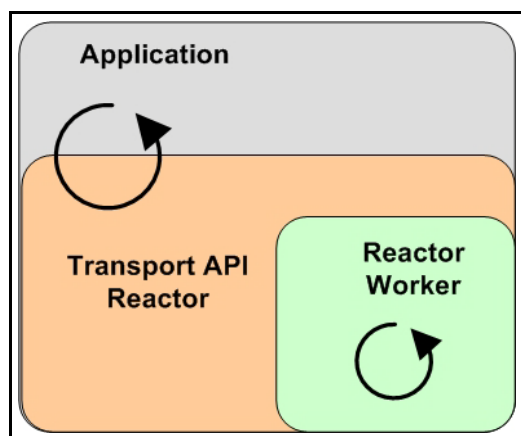 Application
Transport API
Reactor
Reactor
Worker